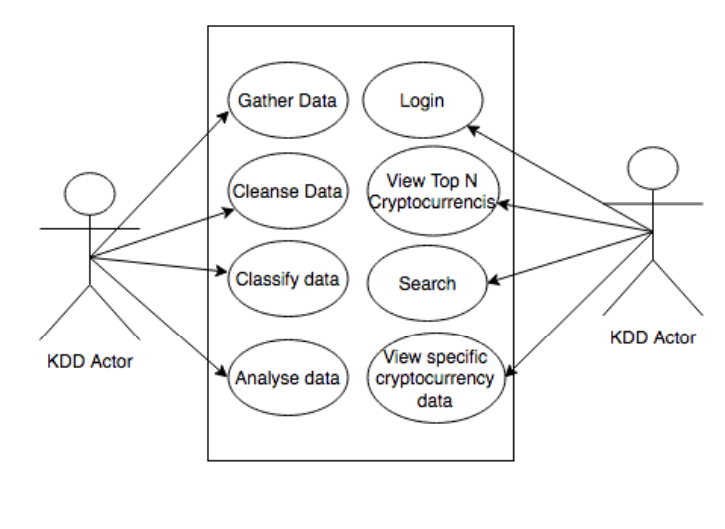 Gather Data
Login
Cleanse Data
View Top N
Cryptocurrencis
Classify data
Search
Analyse data
View specific
cryptocurrency
data
KDD Actor
KDD Actor